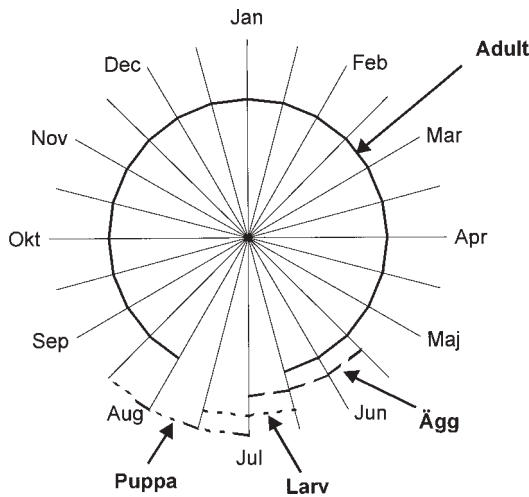 Jan
Dec
Feb
Adult
Nov
Mar
Okt
Apr
Sep
Maj
Aug
Jun
Ägg
Jul
Puppa
Larv